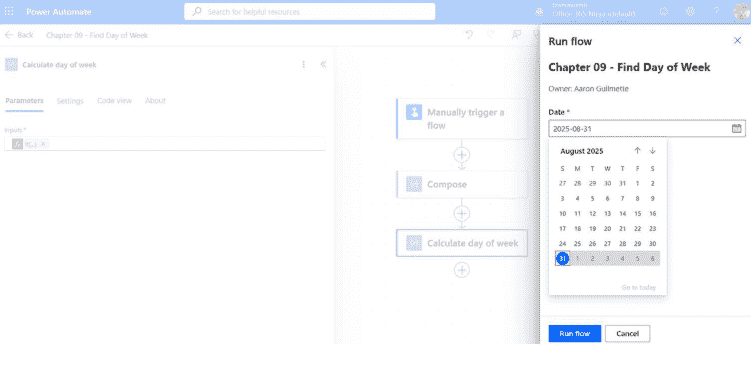 Power Automate
Search for helpful resources
Back
Chapter 09 - Find Day of Week
Calculate day of week
Parameters
Settings
Code view
About
Inputs *
fx
Manually trigger a
flow
Compose
Calculate day of week
Run flow
Chapter 09 - Find Day of Week
Owner: Aaron Guilmette
Date *
2025-08-31
August 2025
S M T W T F S
27 28 29 30 31 1 2
3 4 5 6 7 8 9
10 11 12 13 14 15 16
17 18 19 20 21 22 23
24 25 26 27 28 29 30
31 1 2 3 4 5 6
Go to today
Run flow
Cancel